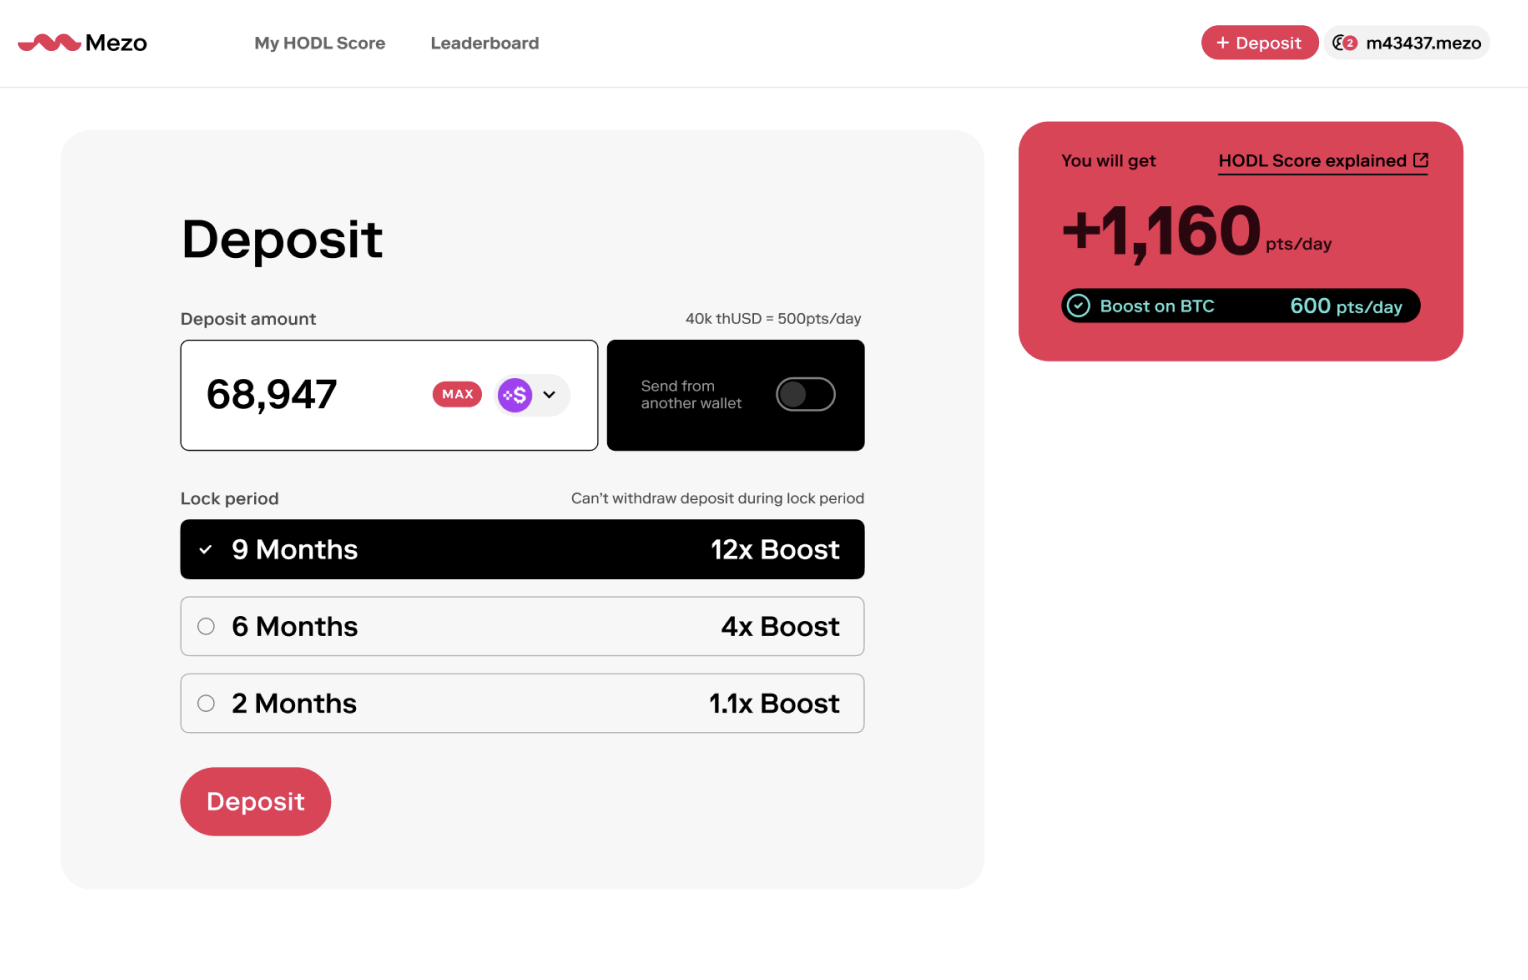 Mezo
My HODL Score
Leaderboard
+ Deposit
2
m43437.mezo
Deposit
Deposit amount
40k thUSD = 500pts/day
68,947
MAX
$
Send from
another wallet
Lock period
Can't withdraw deposit during lock period
9 Months
12x Boost
6 Months
4x Boost
2 Months
1.1x Boost
Deposit
You will get
HODL Score explained
+1,160 pts/day
Boost on BTC
600 pts/day